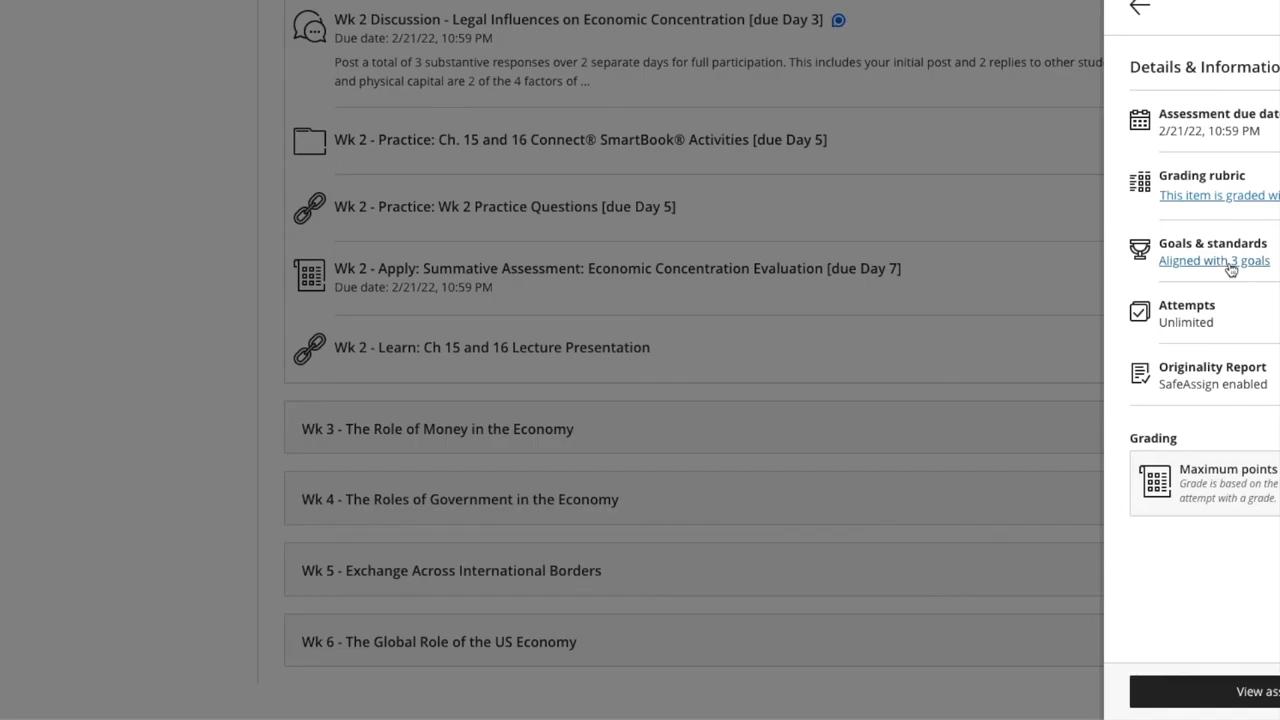 Wk 2 Discussion - Legal Influences on Economic Concentration [due Day 3]
Due date: 2/21/22, 10:59 PM
Post a total of 3 substantive responses over 2 separate days for full participation. This includes your initial post and 2 replies to other
and physical capital are 2 of the 4 factors of ...
Wk 2 - Practice: Ch. 15 and 16 Connect® SmartBook® Activities [due Day 5]
Wk 2 - Practice: Wk 2 Practice Questions [due Day 5]
Wk 2 - Apply: Summative Assessment: Economic Concentration Evaluation [due Day 7]
Due date: 2/21/22, 10:59 PM
Wk 2 - Learn: Ch 15 and 16 Lecture Presentation
Wk 3 - The Role of Money in the Economy
Wk 4 - The Roles of Government in the Economy
Wk 5 - Exchange Across International Borders
Wk 6 - The Global Role of the US Economy
Details &
Assessment due
2/21/22, 10:59 PM
Grading rubric
This item is graded
Goals & standards
Aligned with 3 goals
Attempts
Unlimited
Originality Report
SafeAssign enabled
Grading
Maximum points
Grade is based on the
attempt with a grade.
View